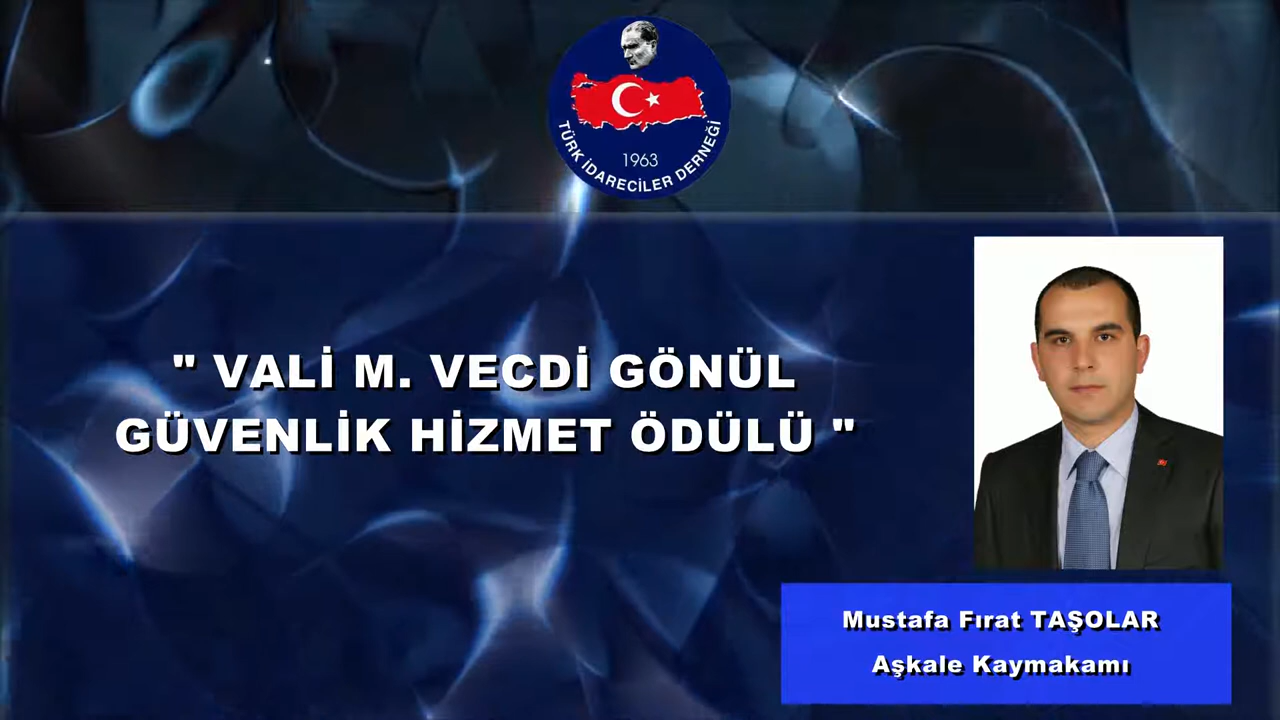 1963
TÜRK İDARECİLER DERNEĞİ
" VALİ M. VECDİ GÖNÜL
GÜVENLİK HİZMET ÖDÜLÜ "
Mustafa Fırat TAŞOLAR
Aşkale Kaymakamı